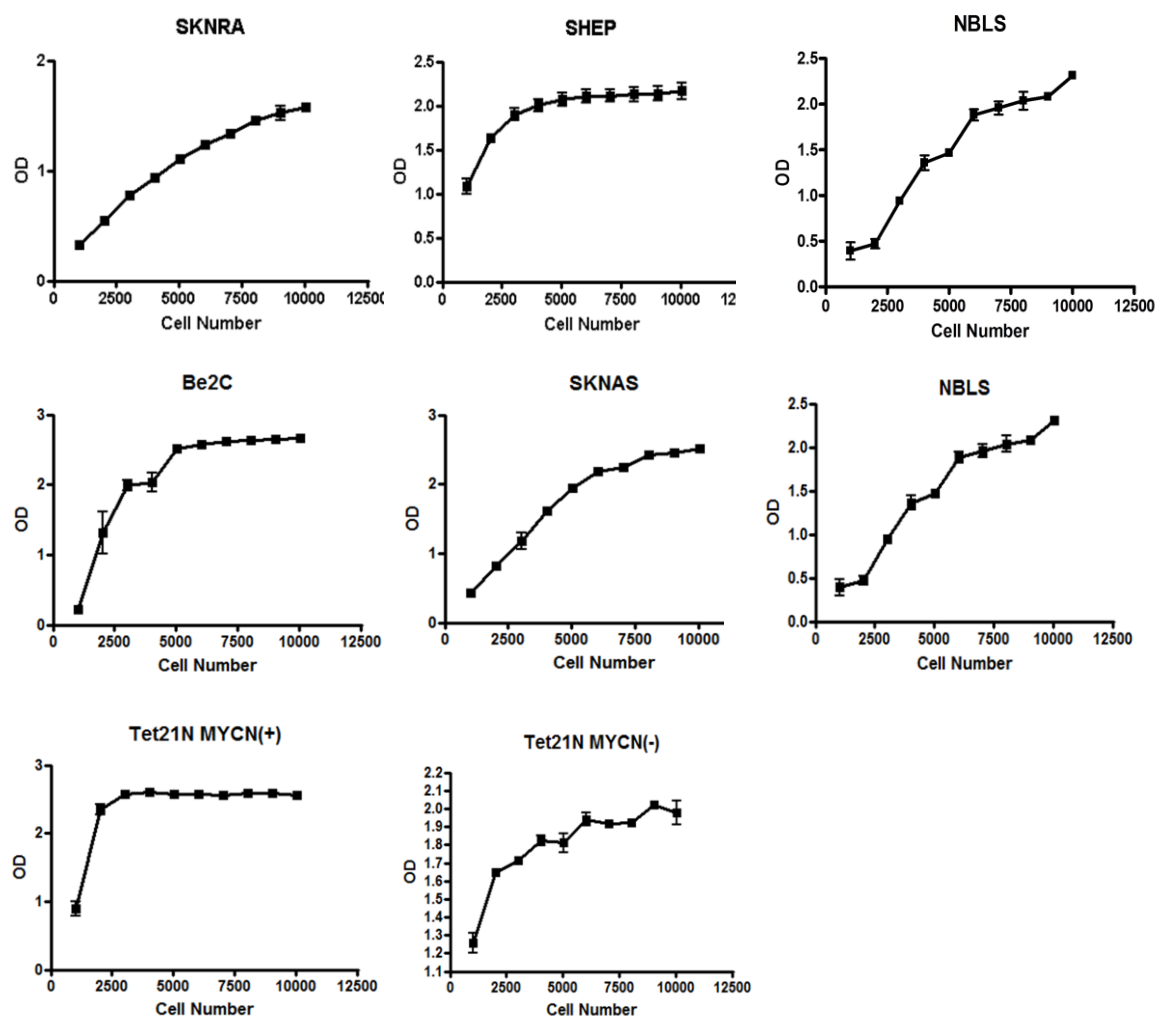 SKNRA
2
1
0
OD
0 2500 5000 7500 10000 12500
Cell Number
SHEP
2.5
2.0
1.5
1.0
0.5
0.0
OD
0 2500 5000 7500 10000 12
Cell Number
NBLS
2.5
2.0
1.5
1.0
0.5
0.0
OD
0 2500 5000 7500 10000 12500
Cell Number
Be2C
3
2
1
0
OD
0 2500 5000 7500 10000 12500
Cell Number
SKNAS
3
2
1
0
OD
0 2500 5000 7500 10000
Cell Number
NBLS
2.5
2.0
1.5
1.0
0.5
0.0
OD
0 2500 5000 7500 10000 12500
Cell Number
Tet21N MYCN(+)
3
2
1
0
OD
0 2500 5000 7500 10000 12500
Cell Number
Tet21N MYCN(-)
2.2
2.1
2.0
1.9
1.8
1.7
1.6
1.5
1.4
1.3
1.2
1.1
OD
0 2500 5000 7500 10000 12500
Cell Number